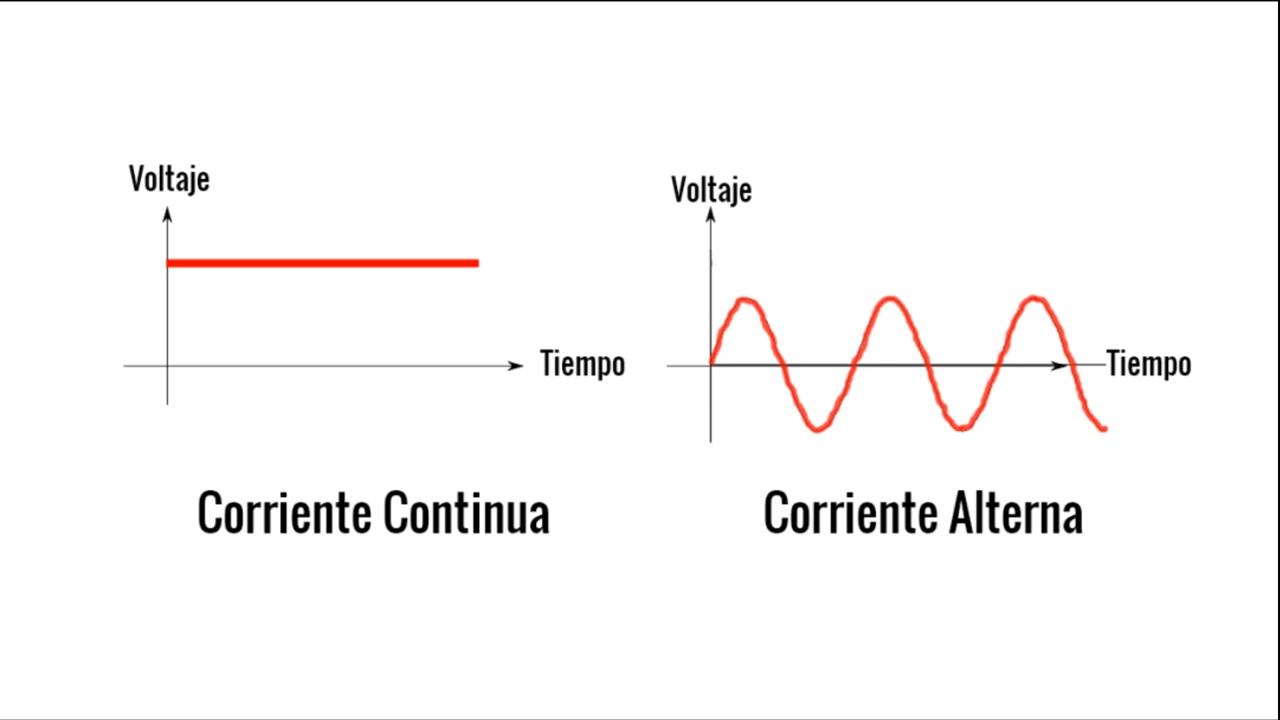 Voltaje
Tiempo
Corriente Continua
Voltaje
Tiempo
Corriente Alterna